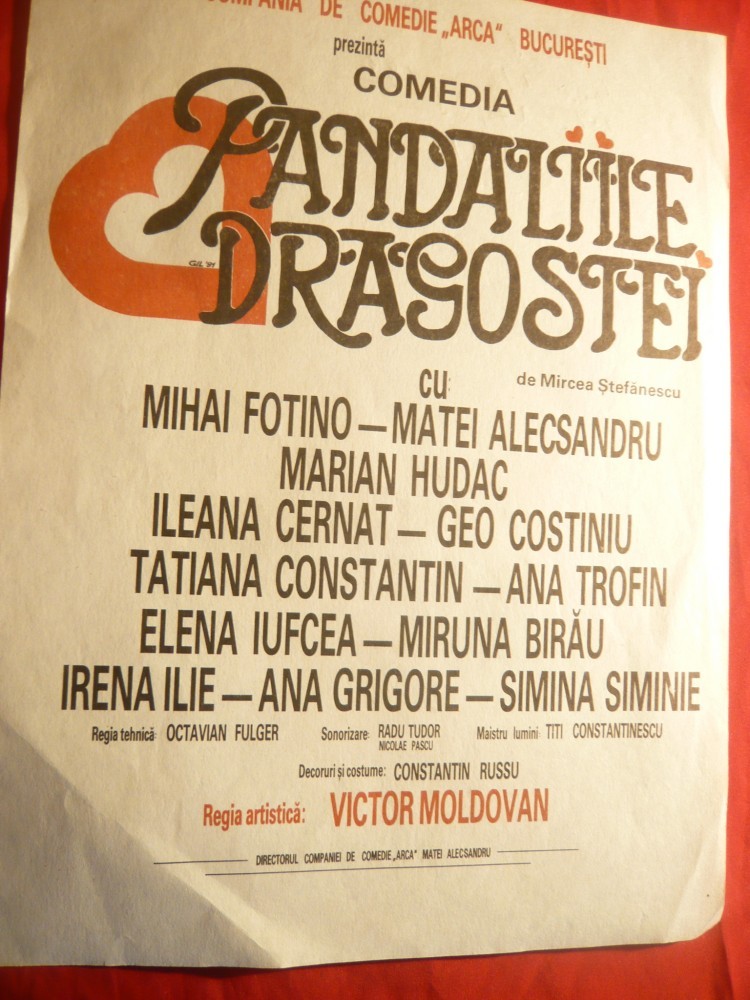 COMPANIA DE COMEDIE „ARCA“ BUCUREȘTI
prezintă
COMEDIA
PANDALIILE
DRAGOSTEI
de Mircea Ștefănescu
cu:
MIHAI FOTINO — MATEI ALECSANDRU
MARIAN HUDAC
ILEANA CERNAT — GEO COSTINIU
TATIANA CONSTANTIN — ANA TROFIN
ELENA IUFCEA — MIRUNA BIRĂU
IRENA ILIE — ANA GRIGORE — SIMINA SIMINIE
Regia tehnică: OCTAVIAN FULGER Sonorizare: RADU TUDOR Maistru lumini: TITI CONSTANTINESCU
NICOLAE PASCU
Decoruri și costume: CONSTANTIN RUSSU
Regia artistică: VICTOR MOLDOVAN
DIRECTORUL COMPANIEI DE COMEDIE „ARCA“ MATEI ALECSANDRU